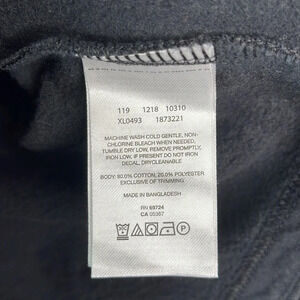 119 1218 10310
XL0493 1873221
MACHINE WASH COLD GENTLE, NON-
CHLORINE BLEACH WHEN NEEDED,
TUMBLE DRY LOW, REMOVE PROMPTLY,
IRON LOW, IF PRESENT DO NOT IRON
DECAL, DRYCLEANABLE
BODY: 80.0% COTTON, 20.0% POLYESTER
EXCLUSIVE OF TRIMMING
MADE IN BANGLADESH
RN 69724
CA 05367